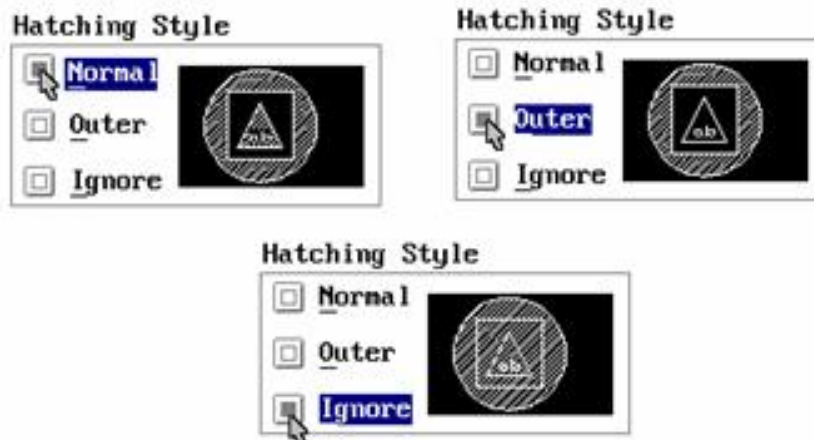 Hatching Style
Normal
Outer
Ignore
ab
Hatching Style
Normal
Outer
Ignore
ab
Hatching Style
Normal
Outer
Ignore
ab